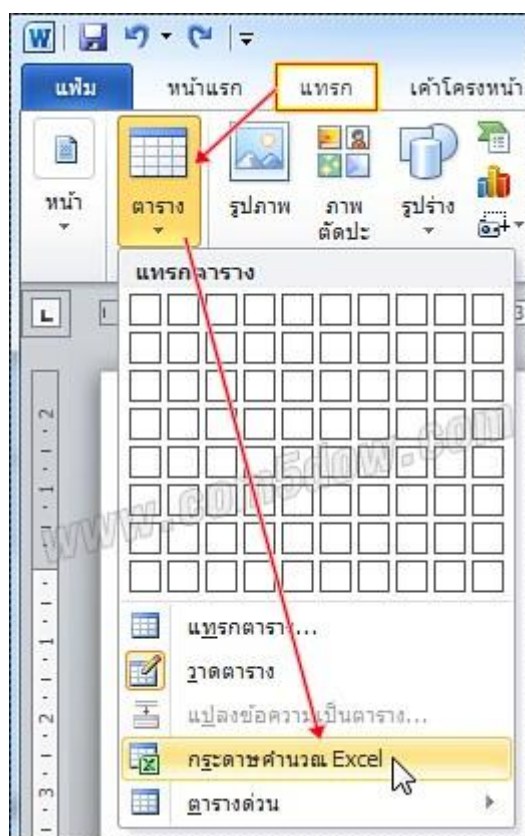 W
แฟ้ม หน้าแรก แทรก เค้าโครงหน้า
หน้า ตาราง รูปภาพ ภาพตัดปะ รูปร่าง
แทรกตาราง
L 3
2
1
1
2
3
www.com5dow.com
แทรกตาราง...
วาดตาราง
แปลงข้อความเป็นตาราง...
กระดาษคำนวณ Excel
ตารางด่วน